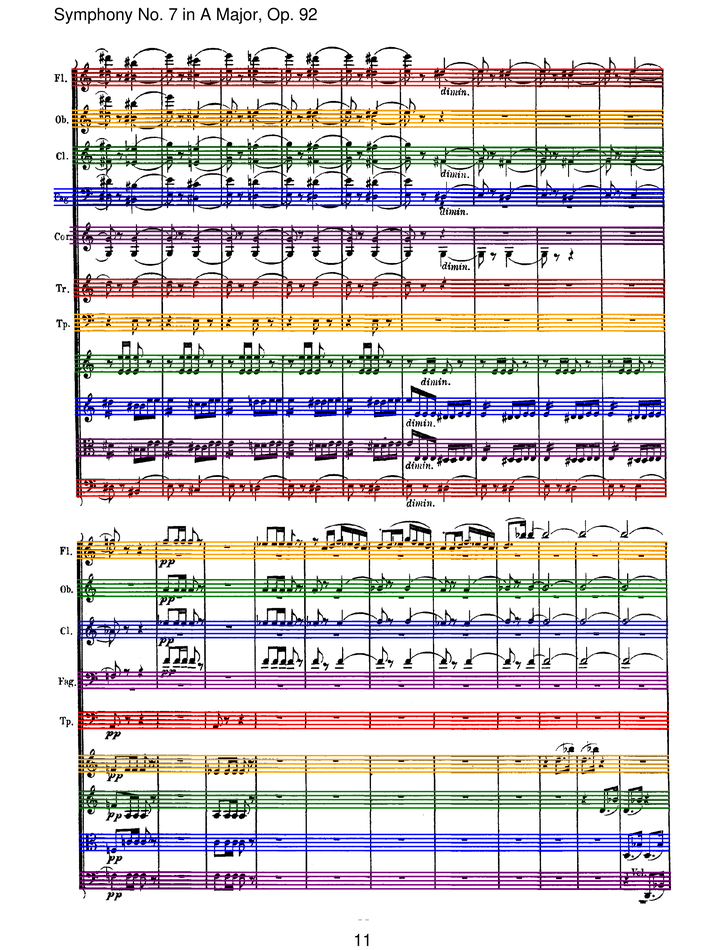 Symphony No. 7 in A Major, Op. 92
Fl.
dimin.
Ob.
Cl.
dimin.
Fag
dimin.
Cor.
dimin.
Tr.
Tp.
dimin.
dimin.
dimin.
dimin.
Fl.
pp
Ob.
pp
Cl.
pp
Fag.
pp
Tp.
pp
pp
pp
pp
Vcl.
pp
11